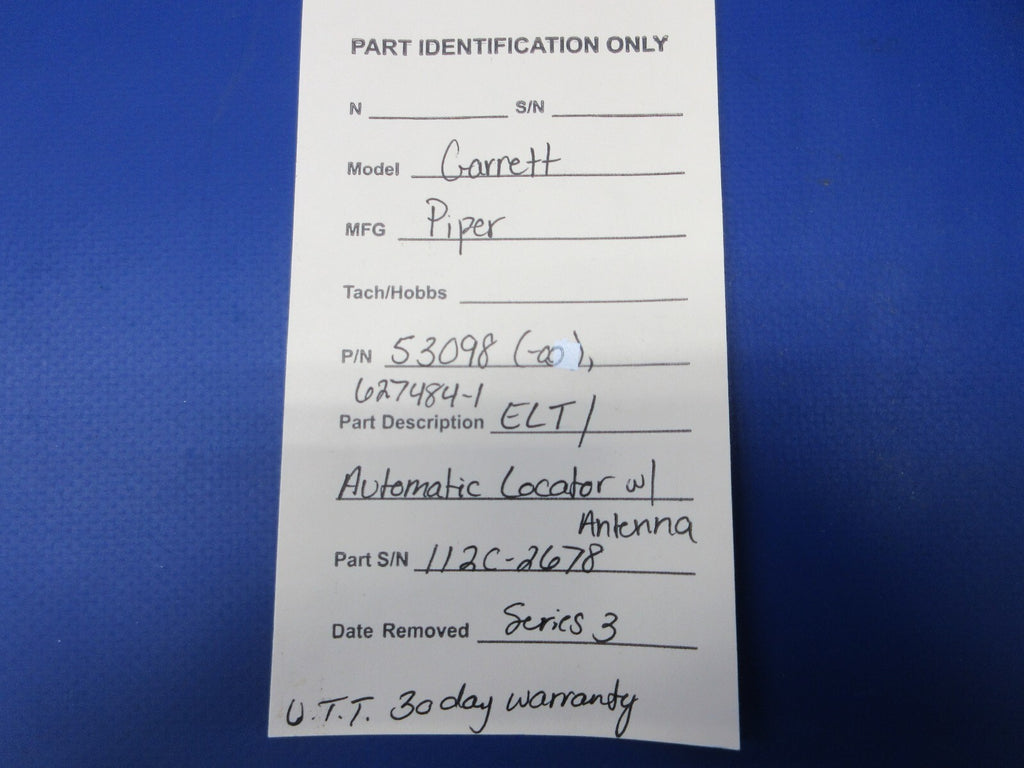 PART IDENTIFICATION ONLY
N S/N
Model Garrett
MFG Piper
Tach/Hobbs
P/N 53098 (-00),
627484-1
Part Description ELT/
Automatic Locator w/
Antenna
Part S/N 112C-2678
Date Removed Series 3
U.T.T. 30 day warranty